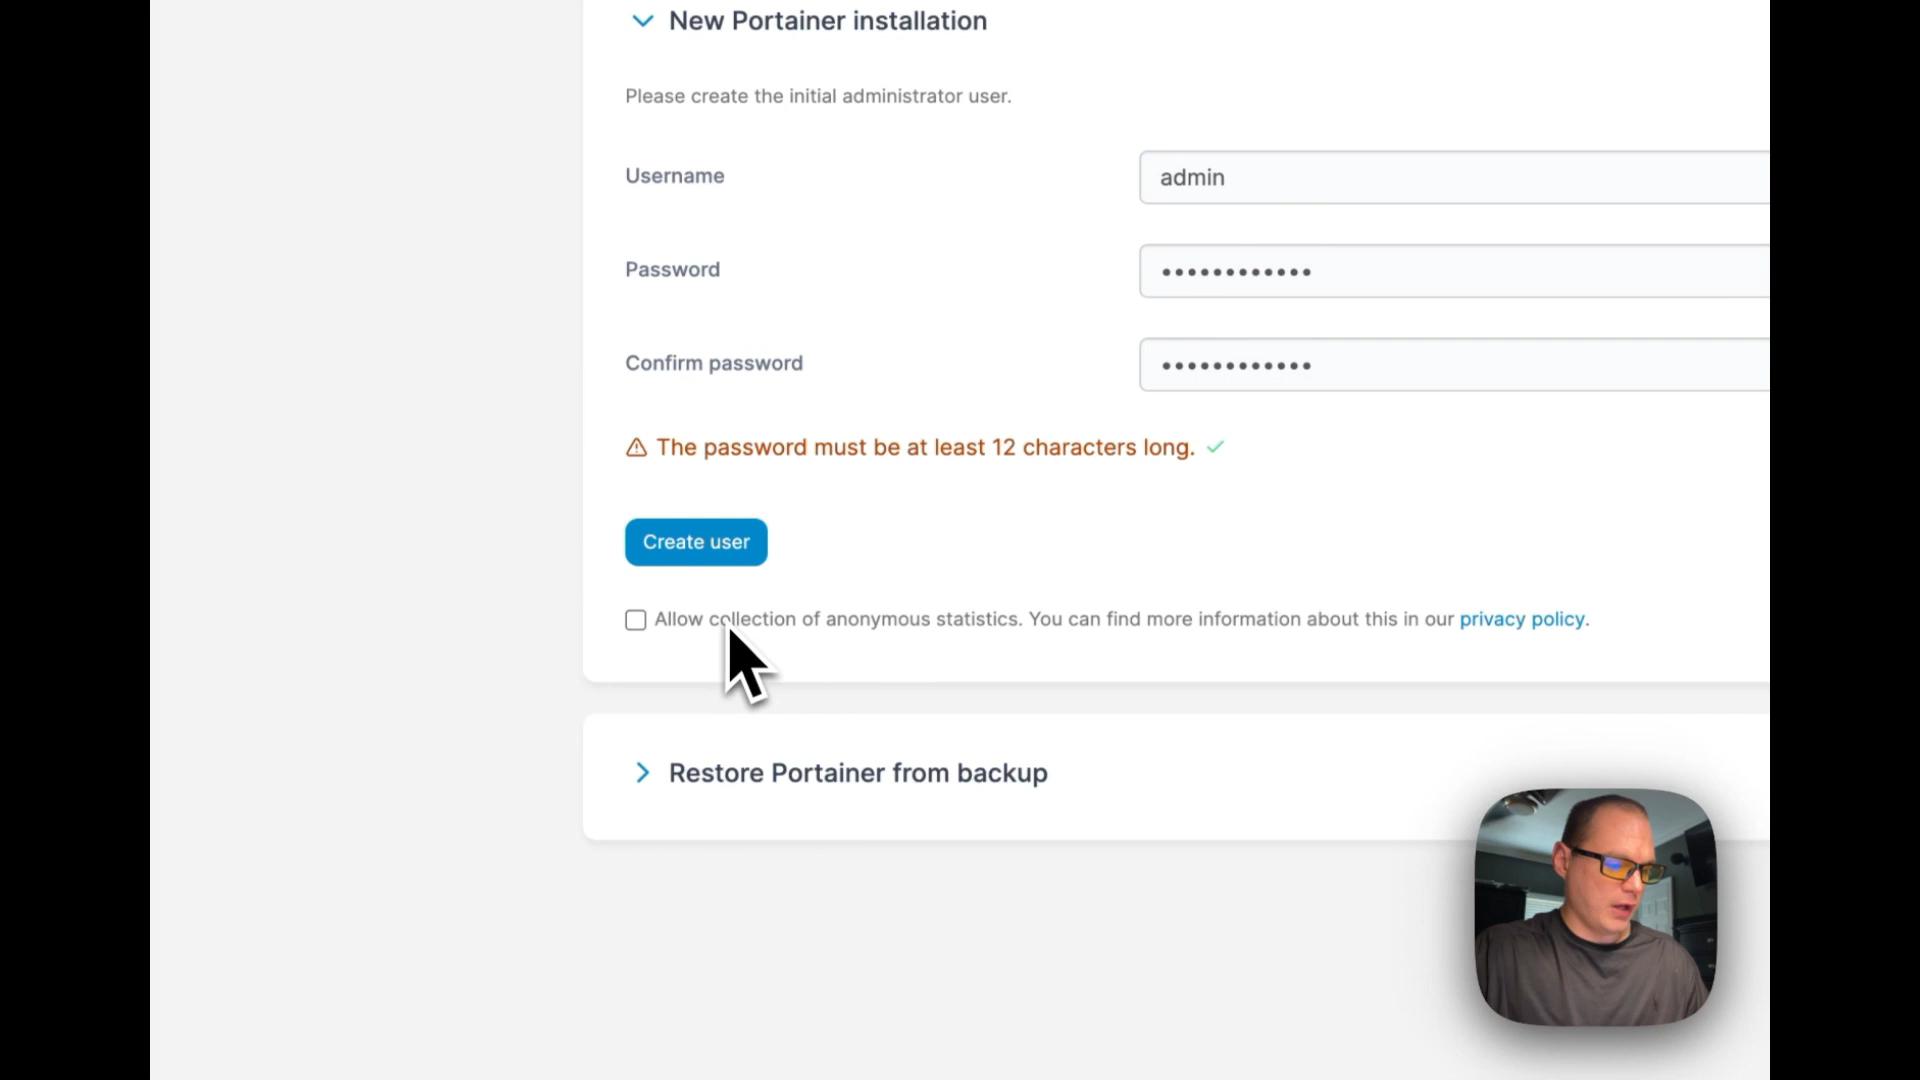 New Portainer installation
Please create the initial administrator user.
Username
admin
Password
••••••••••••
Confirm password
••••••••••••
The password must be at least 12 characters long.
Create user
Allow collection of anonymous statistics. You can find more information about this in our privacy policy.
Restore Portainer from backup